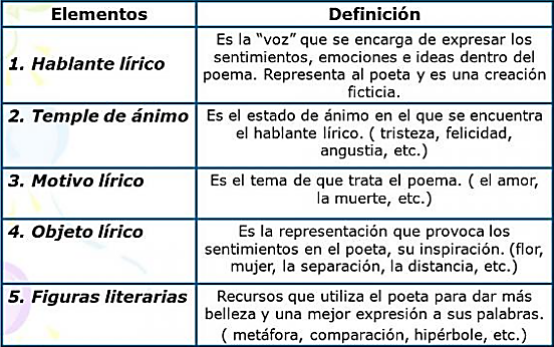 Elementos
Definición
1. Hablante lírico
Es la “voz” que se encarga de expresar los
sentimientos, emociones e ideas dentro del
poema. Representa al poeta y es una creación
ficticia.
2. Temple de ánimo
Es el estado de ánimo en el que se encuentra
el hablante lírico. ( tristeza, felicidad,
angustia, etc.)
3. Motivo lírico
Es el tema de que trata el poema. ( el amor,
la muerte, etc.)
4. Objeto lírico
Es la representación que provoca los
sentimientos en el poeta, su inspiración. (flor,
mujer, la separación, la distancia, etc.)
5. Figuras literarias
Recursos que utiliza el poeta para dar más
belleza y una mejor expresión a sus palabras.
( metáfora, comparación, hipérbole, etc.)